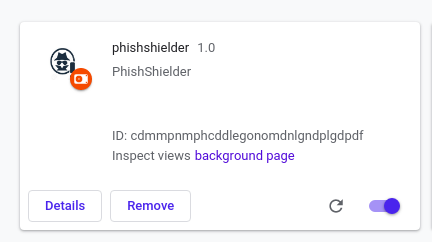 phishshielder 1.0
PhishShielder
ID: cdmmpnmphcddlegonomdnlgndplgdpdf
Inspect views background page
Details
Remove